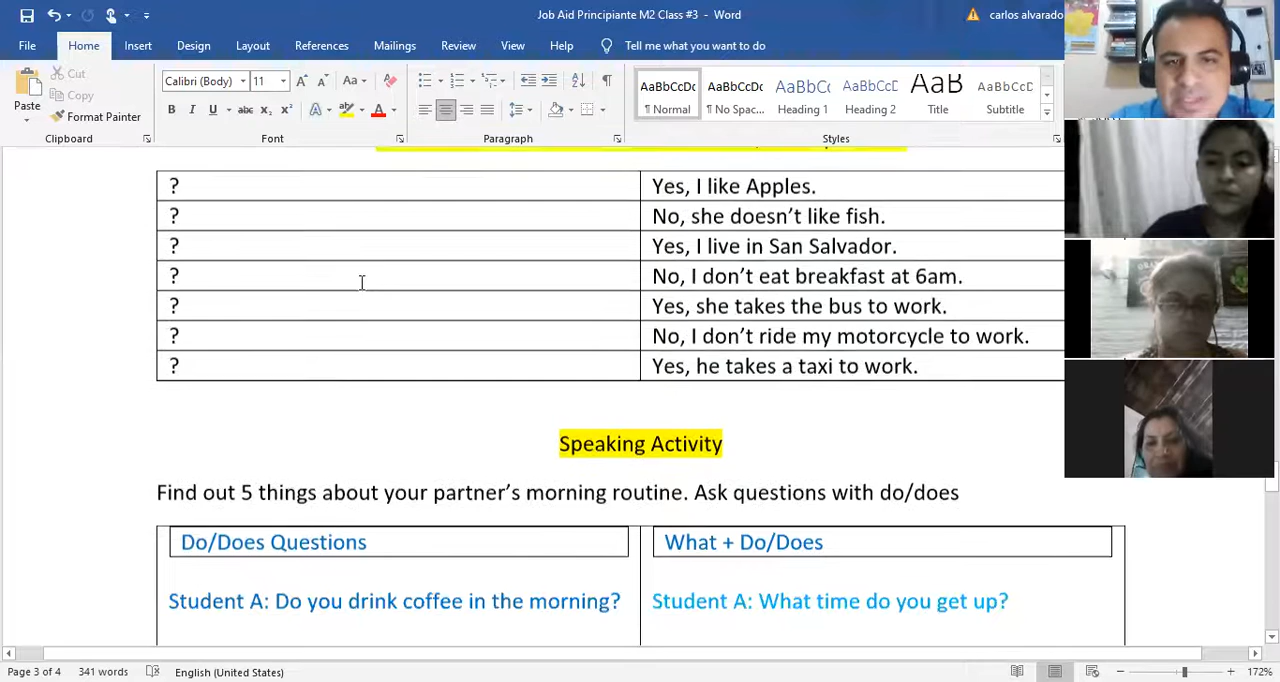 Job Aid Principiante M2 Class #3 - Word
carlos alvarado
File Home Insert Design Layout References Mailings Review View Help Tell me what you want to do
Paste
Cut
Copy
Format Painter
Calibri (Body) 11
Aa
B I U abc X₂ X² A A
AaBbCcDc AaBbCcDc AaBbCc AaBbCcD AaB AaBbCcD
¶ Normal ¶ No Spac... Heading 1 Heading 2 Title Subtitle
Clipboard Font Paragraph Styles
? Yes, I like Apples.
? No, she doesn't like fish.
? Yes, I live in San Salvador.
? No, I don't eat breakfast at 6am.
? Yes, she takes the bus to work.
? No, I don't ride my motorcycle to work.
? Yes, he takes a taxi to work.
Speaking Activity
Find out 5 things about your partner's morning routine. Ask questions with do/does
Do/Does Questions What + Do/Does
Student A: Do you drink coffee in the morning? Student A: What time do you get up?
Page 3 of 4 341 words English (United States) 172%